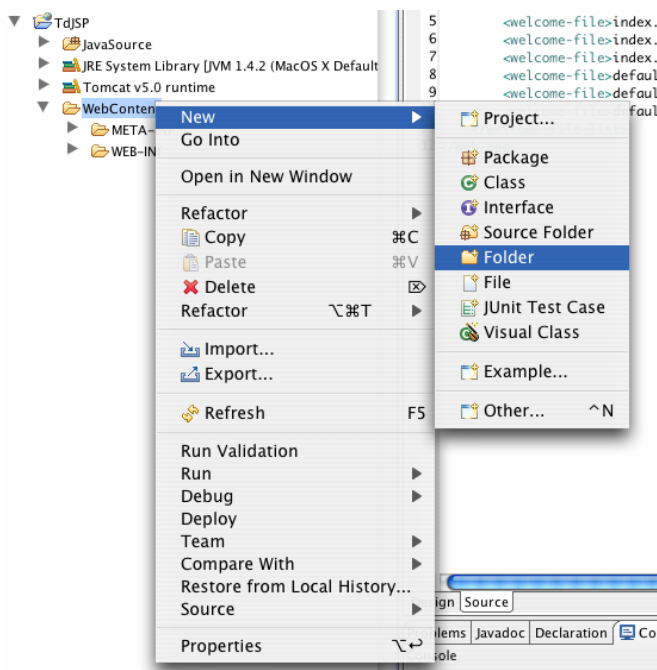 TdJSP
JavaSource
JRE System Library [JVM 1.4.2 (MacOS X Default
Tomcat v5.0 runtime
WebConten
META-
WEB-IN
5 <welcome-file>index.
6 <welcome-file>index.
7 <welcome-file>index.
8 <welcome-file>defaul
9 <welcome-file>defaul
defaul
New
Go Into
Open in New Window
Refactor
Copy ⌘C
Paste ⌘V
Delete ⌦
Refactor ⌥⌘T
Import...
Export...
Refresh F5
Run Validation
Run
Debug
Deploy
Team
Compare With
Restore from Local History...
Source
Properties ⌥↩
Project...
Package
Class
Interface
Source Folder
Folder
File
JUnit Test Case
Visual Class
Example...
Other... ^N
ign Source
lems Javadoc Declaration Co
nsole